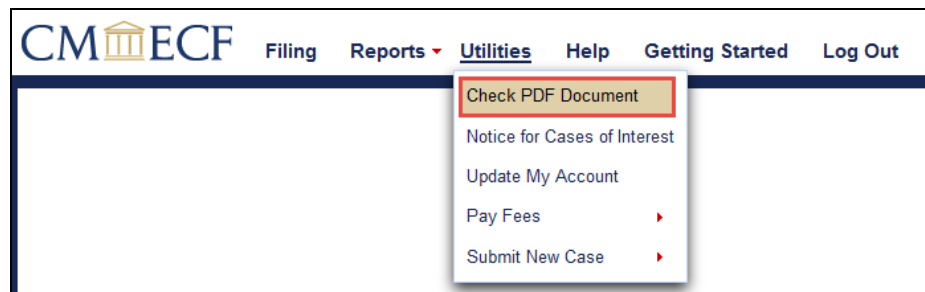 CM ECF Filing Reports Utilities Help Getting Started Log Out
Check PDF Document
Notice for Cases of Interest
Update My Account
Pay Fees
Submit New Case